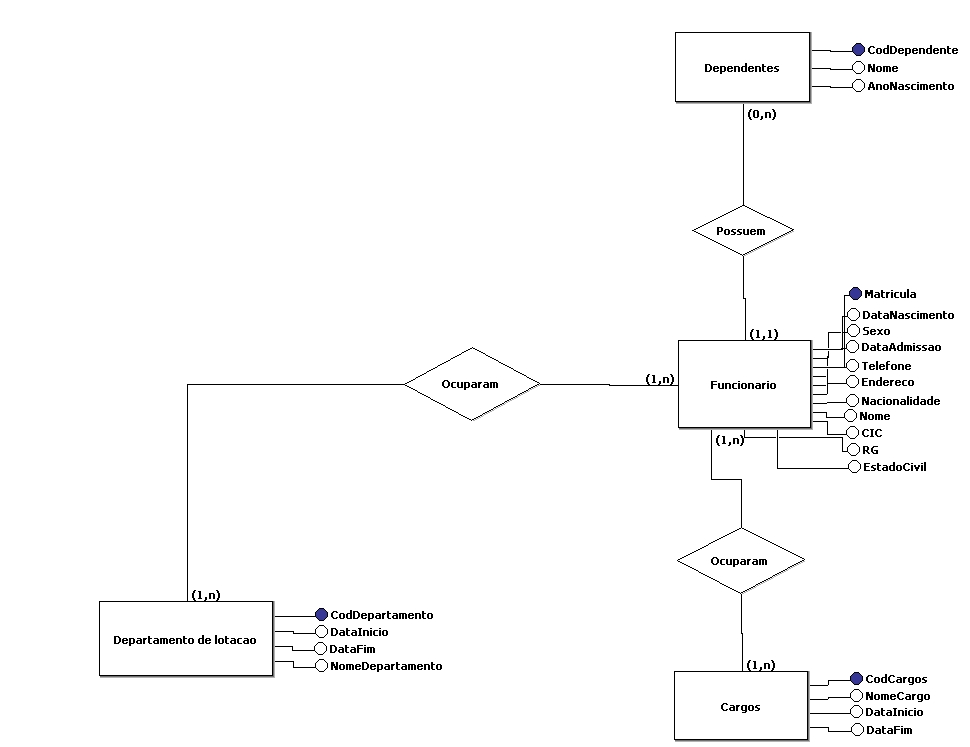 Dependentes
CodDependente
Nome
AnoNascimento
(0,n)
Possuem
(1,1)
Funcionario
Matricula
DataNascimento
Sexo
DataAdmissao
Telefone
Endereco
Nacionalidade
Nome
CIC
RG
EstadoCivil
(1,n)
Ocuparam
(1,n)
Departamento de lotacao
CodDepartamento
DataInicio
DataFim
NomeDepartamento
(1,n)
Ocuparam
(1,n)
Cargos
CodCargos
NomeCargo
DataInicio
DataFim